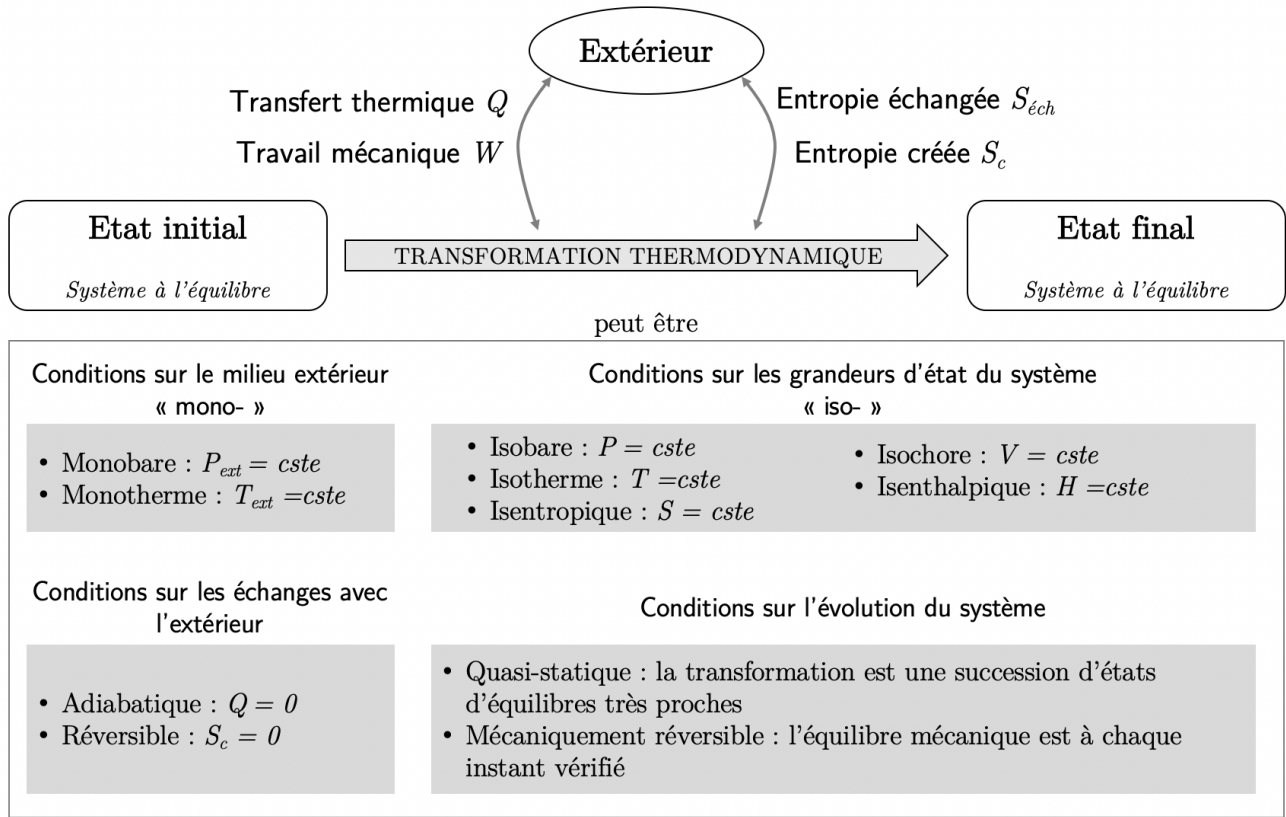 Extérieur
Transfert thermique Q
Travail mécanique W
Entropie échangée S_éch
Entropie créée S_c
Etat initial
Système à l'équilibre
TRANSFORMATION THERMODYNAMIQUE
Etat final
Système à l'équilibre
peut être
Conditions sur le milieu extérieur
« mono- »
• Monobare : P_ext = cste
• Monotherme : T_ext =cste
Conditions sur les grandeurs d'état du système
« iso- »
• Isobare : P = cste
• Isotherme : T =cste
• Isentropique : S = cste
• Isochore : V = cste
• Isenthalpique : H =cste
Conditions sur les échanges avec
l'extérieur
• Adiabatique : Q = 0
• Réversible : S_c = 0
Conditions sur l'évolution du système
• Quasi-statique : la transformation est une succession d'états
d'équilibres très proches
• Mécaniquement réversible : l'équilibre mécanique est à chaque
instant vérifié